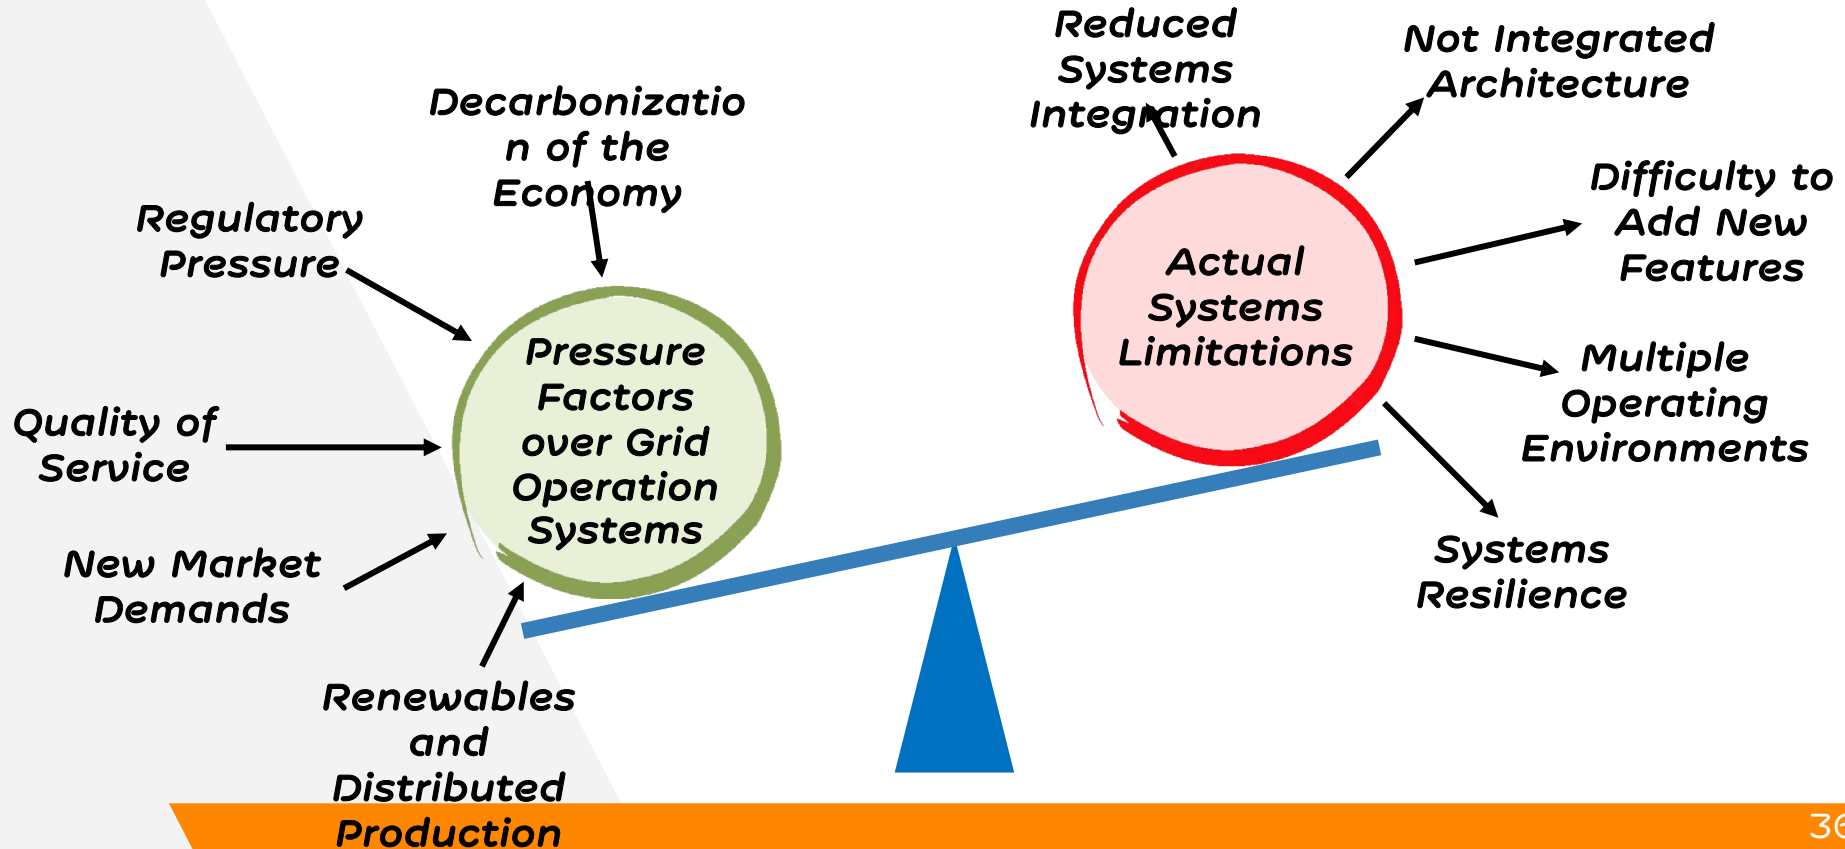 Decarbonizatio
n of the
Economy
Regulatory
Pressure
Quality of
Service
New Market
Demands
Renewables
and
Distributed
Production
Pressure
Factors
over Grid
Operation
Systems
Reduced
Systems
Integration
Not Integrated
Architecture
Difficulty to
Add New
Features
Multiple
Operating
Environments
Systems
Resilience
Actual
Systems
Limitations